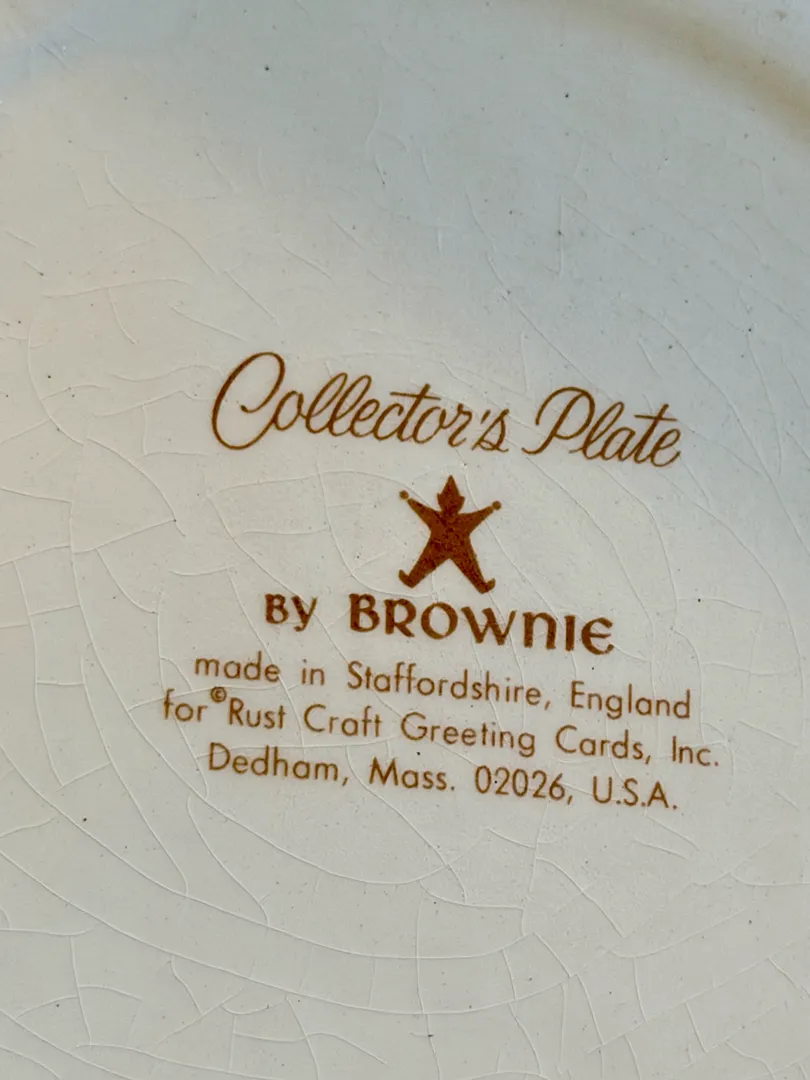 Collector's Plate
BY BROWNIE
made in Staffordshire, England
for ©Rust Craft Greeting Cards, Inc.
Dedham, Mass. 02026, U.S.A.